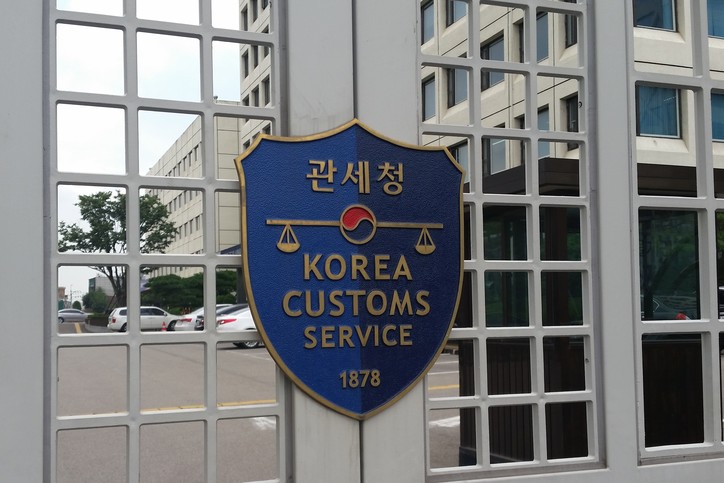 관세청
KOREA
CUSTOMS
SERVICE
1878